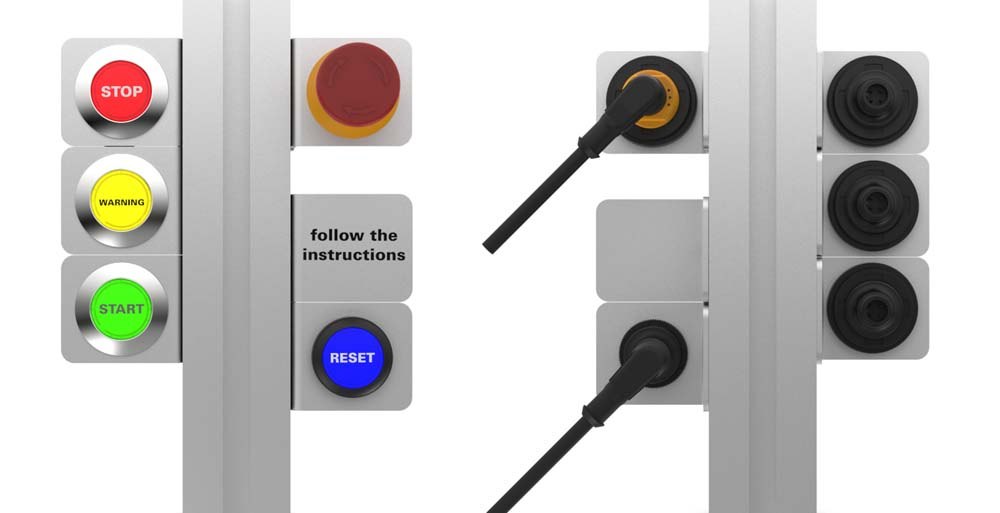 STOP
WARNING
START
follow the
instructions
RESET